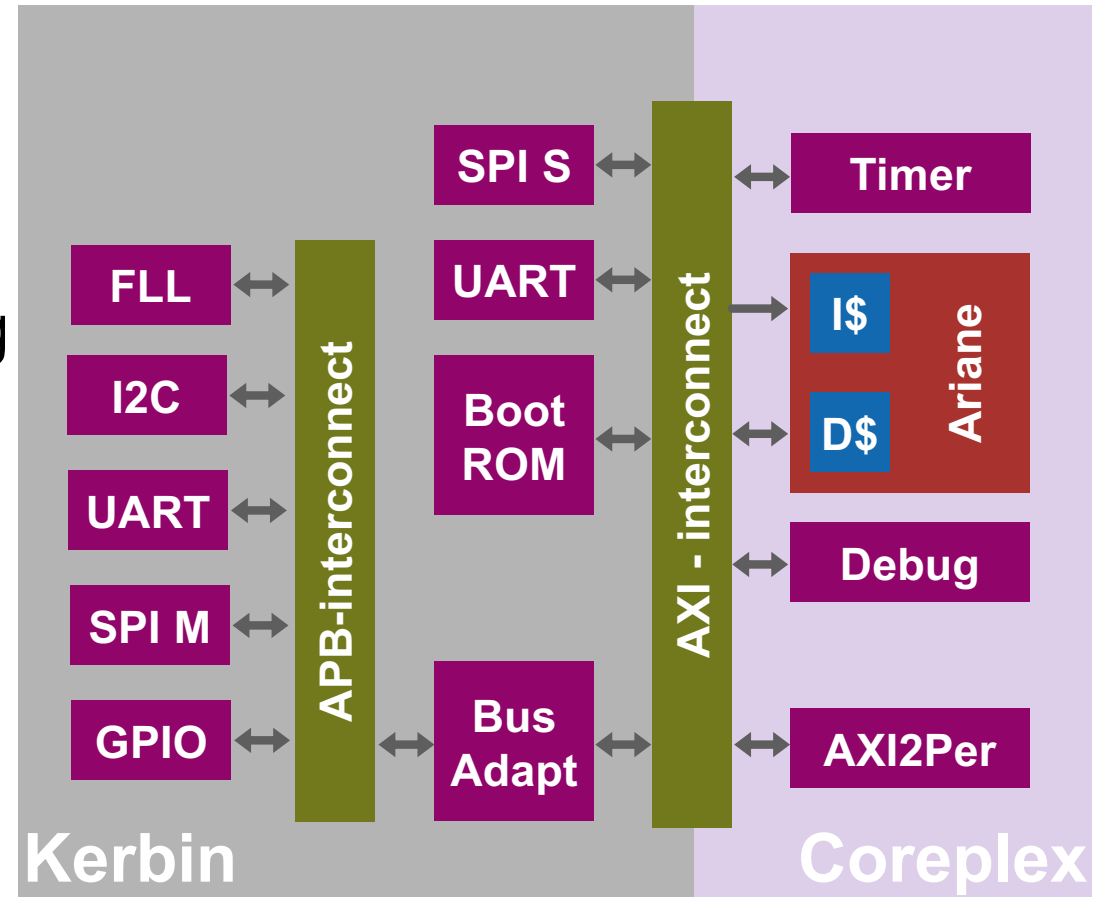 SPI S
Timer
FLL
UART
I$
g
I2C
Boot
ROM
D$
Ariane
APB-interconnect
AXI - interconnect
UART
Debug
SPI M
GPIO
Bus
Adapt
AXI2Per
Kerbin
Coreplex